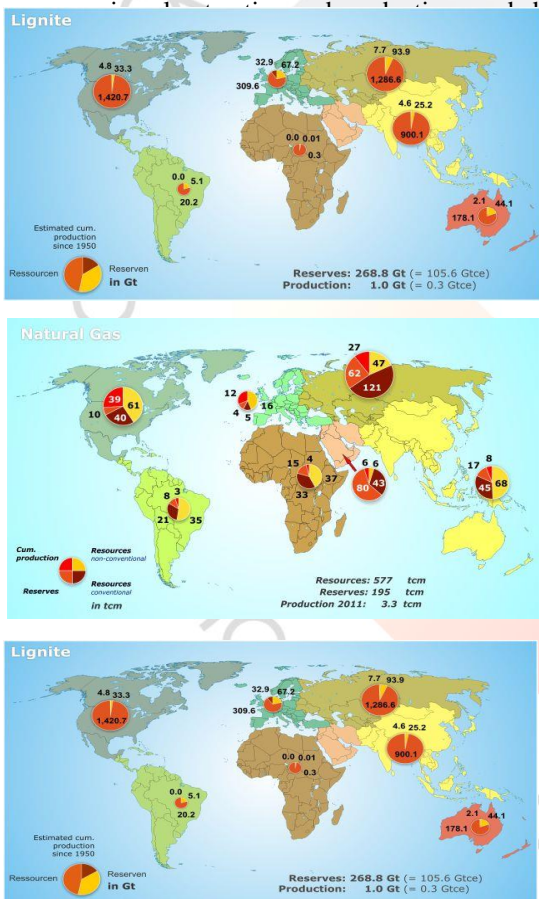 Lignite
4.8 33.3
1,420.7
32.9 67.2
309.6
7.7 93.9
1,286.6
4.6 25.2
900.1
0.0 0.01
0.3
0.0 5.1
20.2
2.1 44.1
178.1
Estimated cum.
production
since 1950
Ressourcen
Reserven
in Gt
Reserves: 268.8 Gt (= 105.6 Gtce)
Production: 1.0 Gt (= 0.3 Gtce)
Natural Gas
39 61
10 40
12
16
4 5
27
47
62
121
15 4
37
33
6 6
43
80
17 8
45 68
8 3
21 35
Cum.
production
Resources
non-conventional
Reserves
Resources
conventional
in tcm
Resources: 577 tcm
Reserves: 195 tcm
Production 2011: 3.3 tcm
Lignite
4.8 33.3
1,420.7
32.9 67.2
309.6
7.7 93.9
1,286.6
4.6 25.2
900.1
0.0 0.01
0.3
0.0 5.1
20.2
2.1 44.1
178.1
Estimated cum.
production
since 1950
Ressourcen
Reserven
in Gt
Reserves: 268.8 Gt (= 105.6 Gtce)
Production: 1.0 Gt (= 0.3 Gtce)